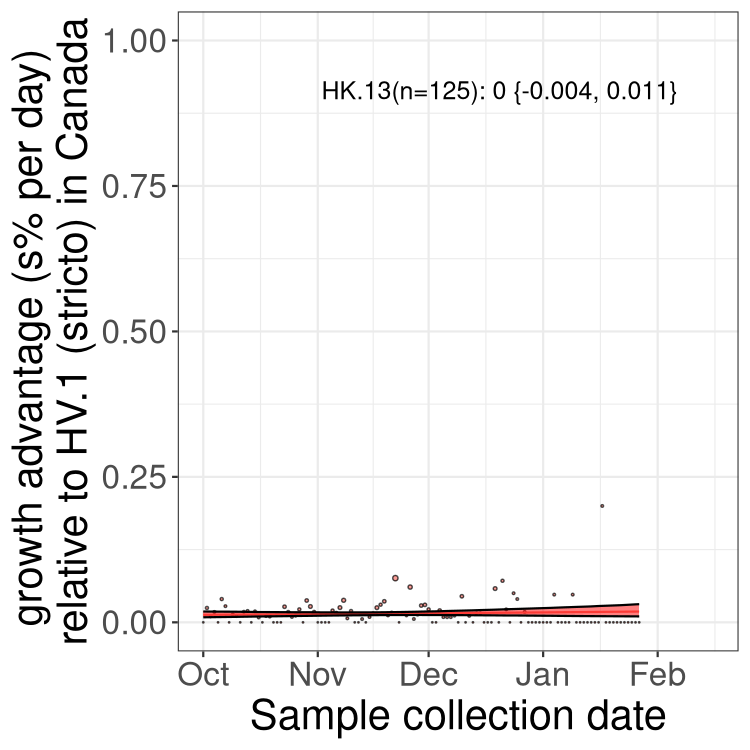 growth advantage (s% per day)
relative to HV.1 (stricto) in Canada
1.00
0.75
0.50
0.25
0.00
HK.13(n=125): 0 {-0.004, 0.011}
Oct Nov Dec Jan Feb
Sample collection date